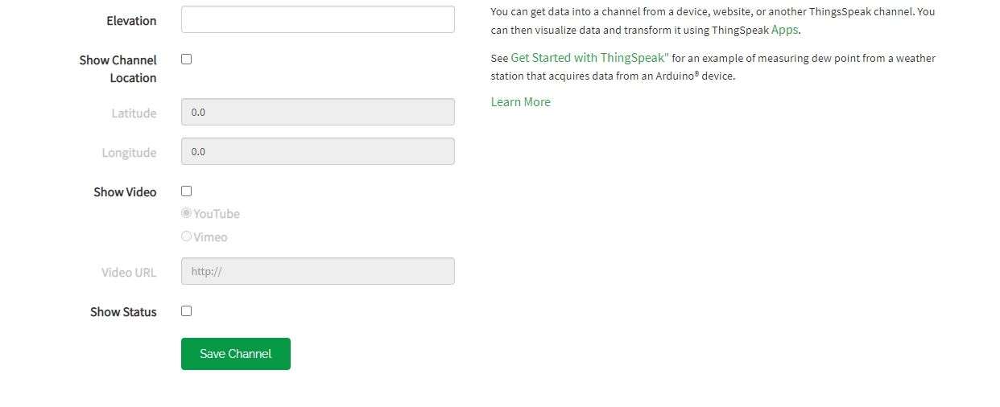 Elevation
Show Channel
Location
Latitude
0.0
Longitude
0.0
Show Video
YouTube
Vimeo
Video URL
http://
Show Status
Save Channel
You can get data into a channel from a device, website, or another ThingsSpeak channel. You
can then visualize data and transform it using ThingSpeak Apps.
See Get Started with ThingSpeak" for an example of measuring dew point from a weather
station that acquires data from an Arduino® device.
Learn More